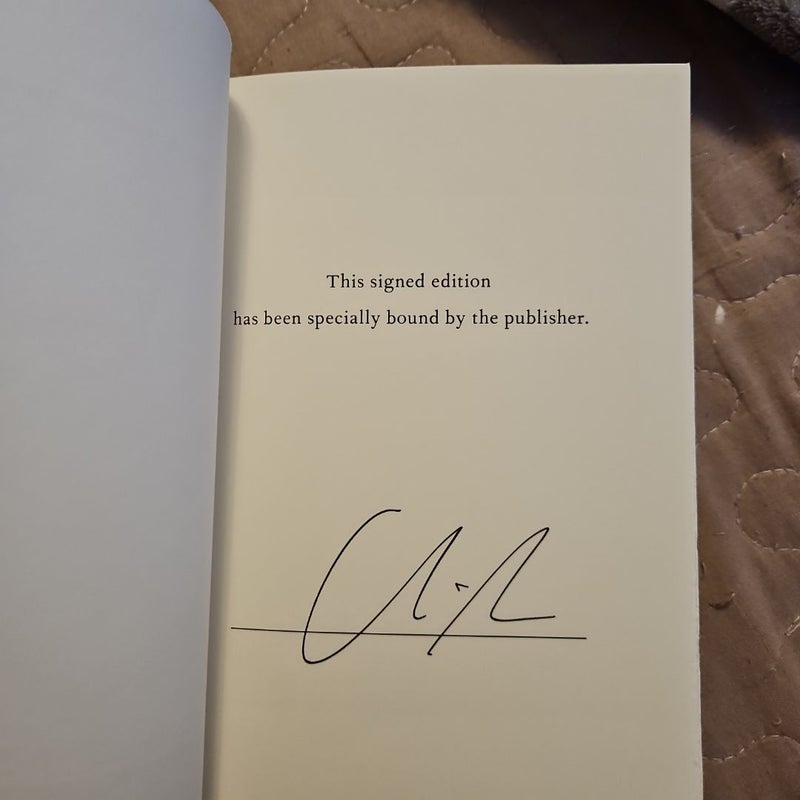 This signed edition
has been specially bound by the publisher.